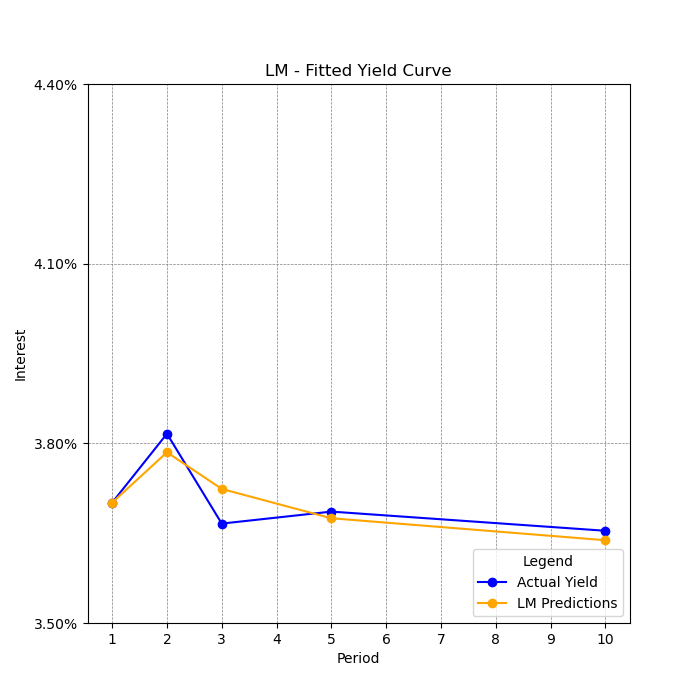 LM - Fitted Yield Curve
4.40%
4.10%
3.80%
3.50%
Interest
1 2 3 4 5 6 7 8 9 10
Period
Legend
Actual Yield
LM Predictions